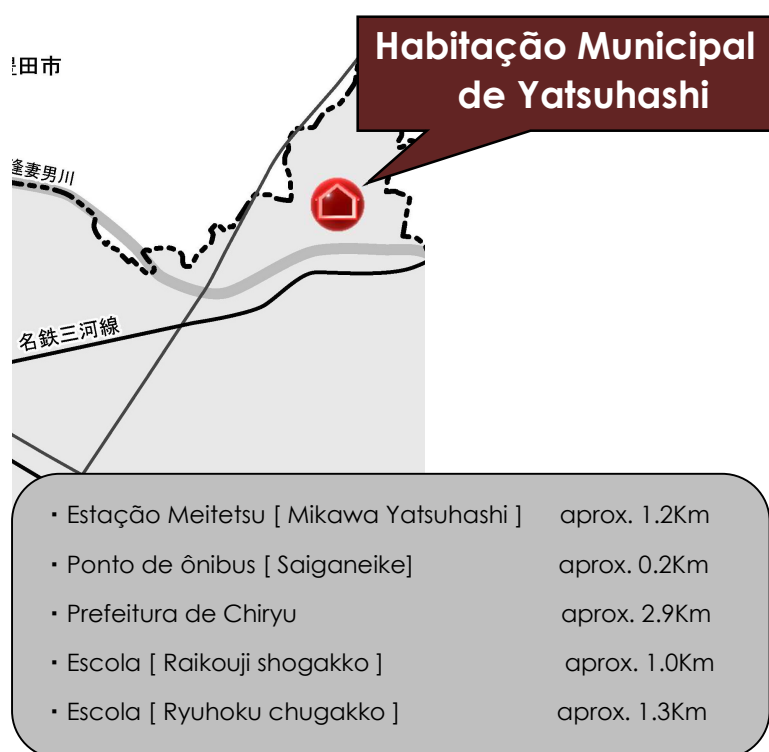 Habitação Municipal
de Yatsuhashi
豊田市
逢妻男川
名鉄三河線
・Estação Meitetsu [ Mikawa Yatsuhashi ] aprox. 1.2Km
・Ponto de ônibus [ Saiganeike] aprox. 0.2Km
・Prefeitura de Chiryu aprox. 2.9Km
・Escola [ Raikouji shogakko ] aprox. 1.0Km
・Escola [ Ryuhoku chugakko ] aprox. 1.3Km